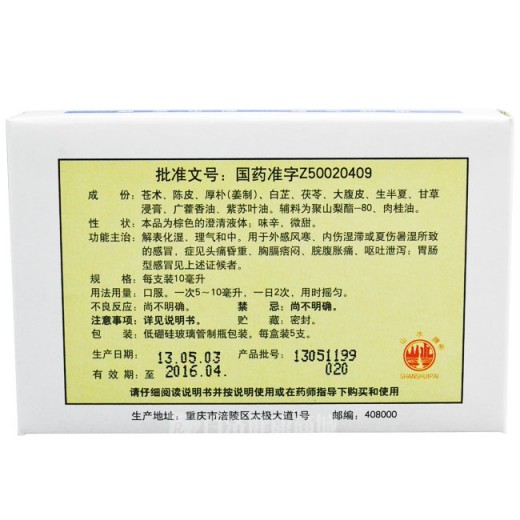 批准文号：国药准字Z50020409
成　　份：苍术、陈皮、厚朴(姜制)、白芷、茯苓、大腹皮、生半夏、甘草
浸膏、广藿香油、紫苏叶油。辅料为聚山梨酯-80、肉桂油。
性　　状：本品为棕色的澄清液体；味辛、微甜。
功能主治：解表化湿、理气和中。用于外感风寒、内伤湿滞或夏伤暑湿所致
的感冒，症见头痛昏重、胸膈痞闷、脘腹胀痛、呕吐泄泻；胃肠
型感冒见上述证候者。
规　　格：每支装10毫升
用法用量：口服。一次5~10毫升，一日2次，用时摇匀。
不良反应：尚不明确。 禁　　忌：尚不明确。
注意事项：详见说明书。 贮　　藏：密封。
包　　装：低硼硅玻璃管制瓶包装。每盒装5支。
生产日期：13.05.03 产品批号：13051199
有效期至：2016.04. 020
山水牌
SHANSHUIPAI
请仔细阅读说明书并按说明使用或在药师指导下购买和使用
生产地址：重庆市涪陵区太极大道1号 邮编：408000